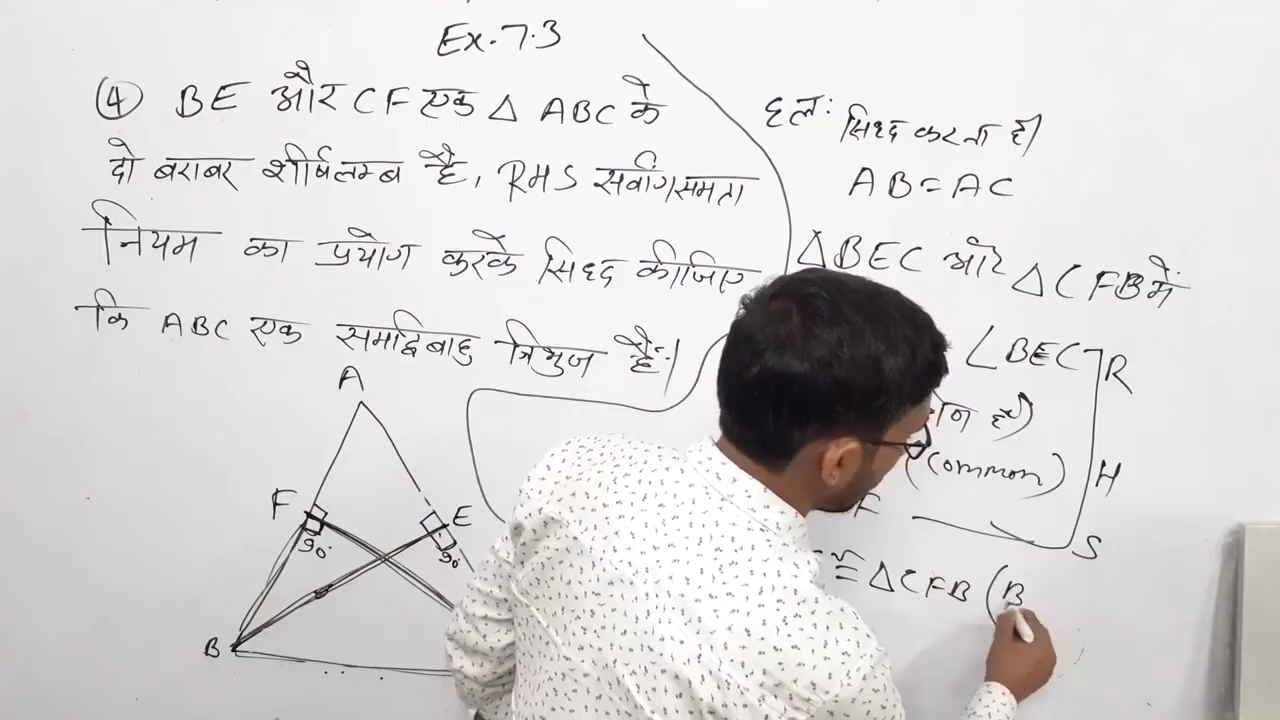 Ex. 7.3
④ BE और CF एक △ ABC के
दो बराबर शीर्षलम्ब है, RHS सर्वांगसमता
नियम का प्रयोग करके सिध्द कीजिए
कि ABC एक समद्विबाहु त्रिभुज है।
A
F
E
90°
90°
B
हल: सिध्द करना है।
AB = AC
△BEC और △CFB में
∠BEC R
(common) H
F S
≅ △CFB (B